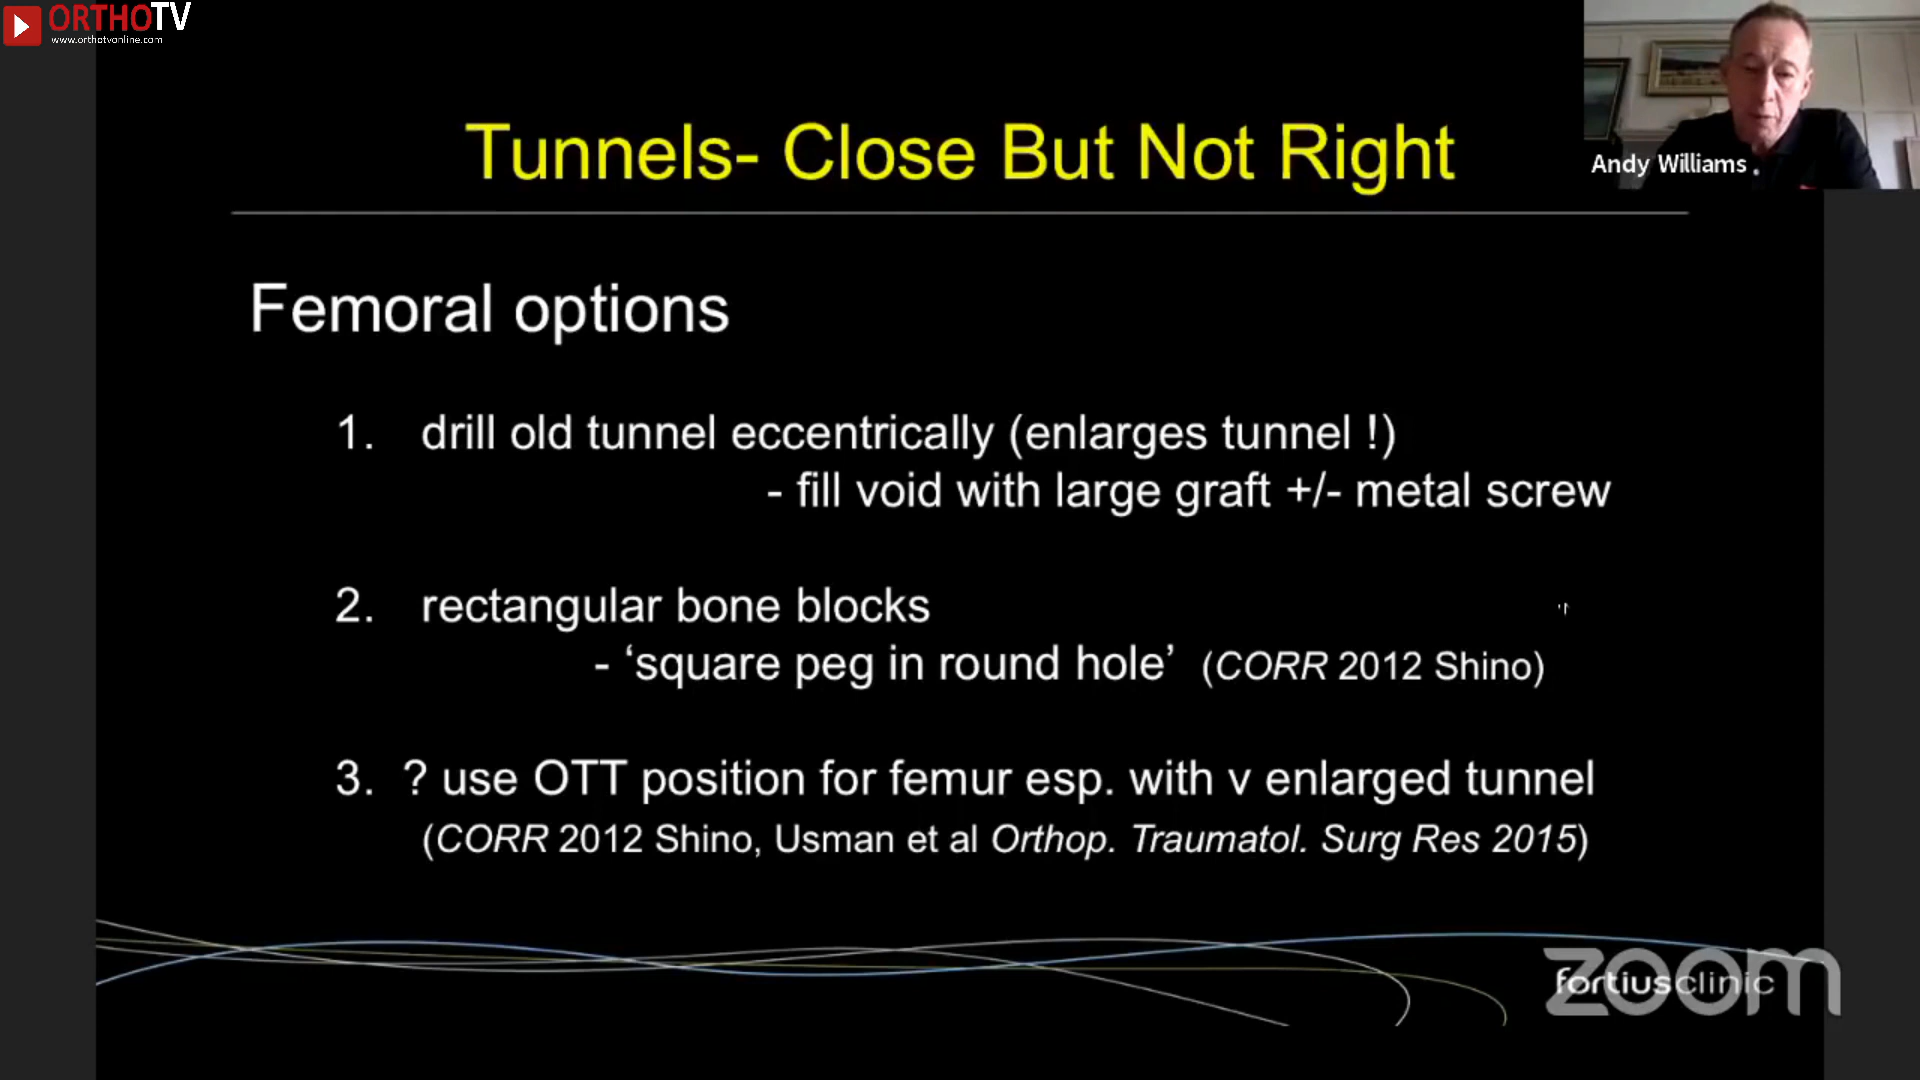 ORTHOTV
www.orthotvonline.com
Andy Williams
Tunnels- Close But Not Right
Femoral options
1. drill old tunnel eccentrically (enlarges tunnel !)
- fill void with large graft +/- metal screw
2. rectangular bone blocks
- ‘square peg in round hole’ (CORR 2012 Shino)
3. ? use OTT position for femur esp. with v enlarged tunnel
(CORR 2012 Shino, Usman et al Orthop. Traumatol. Surg Res 2015)
fortiusclinic
zoom